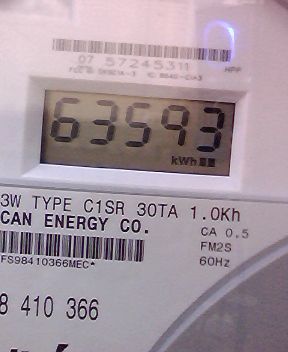 07 57245311
HPP
63593
kWh
3W TYPE C1SR 30TA 1.0Kh
CAN ENERGY CO. CA 0.5
FM2S
FS98410366MEC* 60Hz
8 410 366